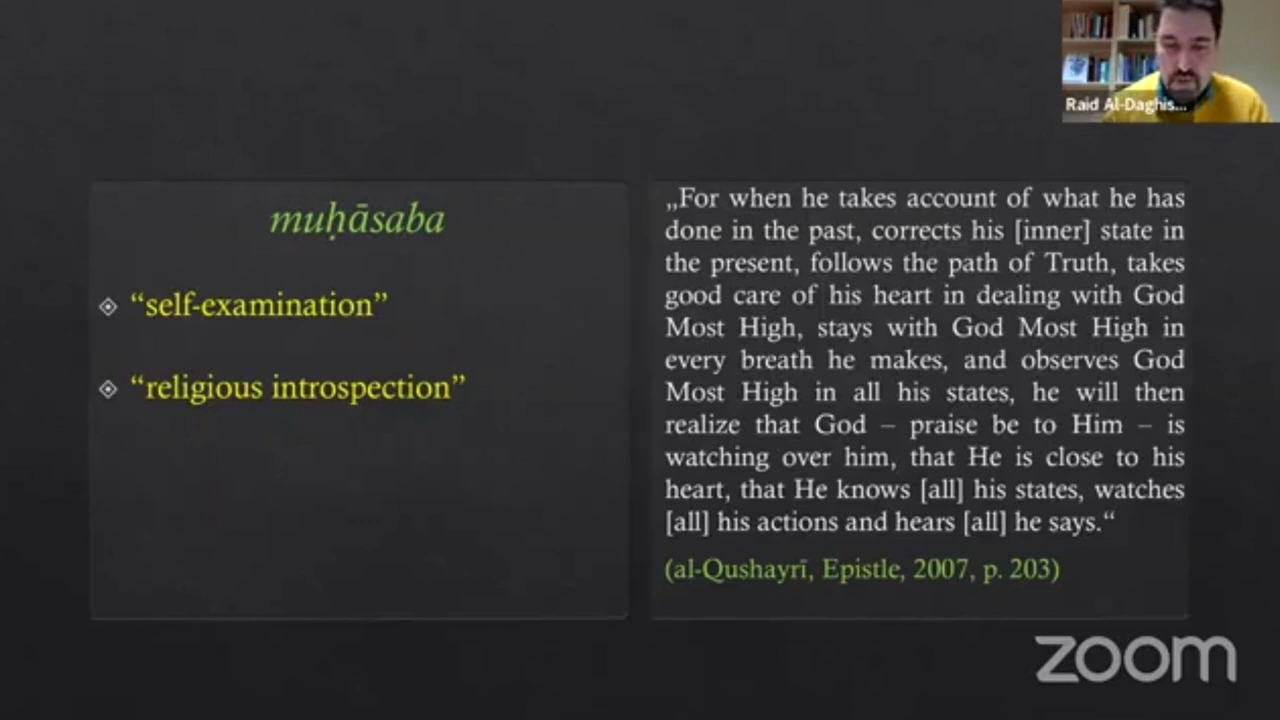 Raid Al-Daghis...
muḥāsaba
“self-examination”
“religious introspection”
„For when he takes account of what he has
done in the past, corrects his [inner] state in
the present, follows the path of Truth, takes
good care of his heart in dealing with God
Most High, stays with God Most High in
every breath he makes, and observes God
Most High in all his states, he will then
realize that God – praise be to Him – is
watching over him, that He is close to his
heart, that He knows [all] his states, watches
[all] his actions and hears [all] he says.“
(al-Qushayrī, Epistle, 2007, p. 203)
zoom